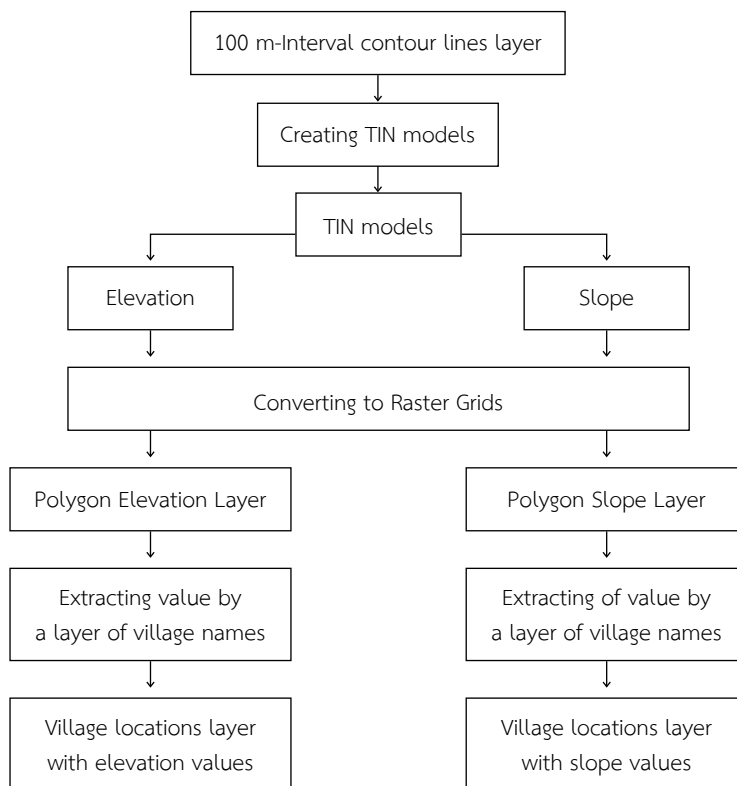 100 m-Interval contour lines layer
Creating TIN models
TIN models
Elevation
Slope
Converting to Raster Grids
Polygon Elevation Layer
Polygon Slope Layer
Extracting value by
a layer of village names
Extracting of value by
a layer of village names
Village locations layer
with elevation values
Village locations layer
with slope values